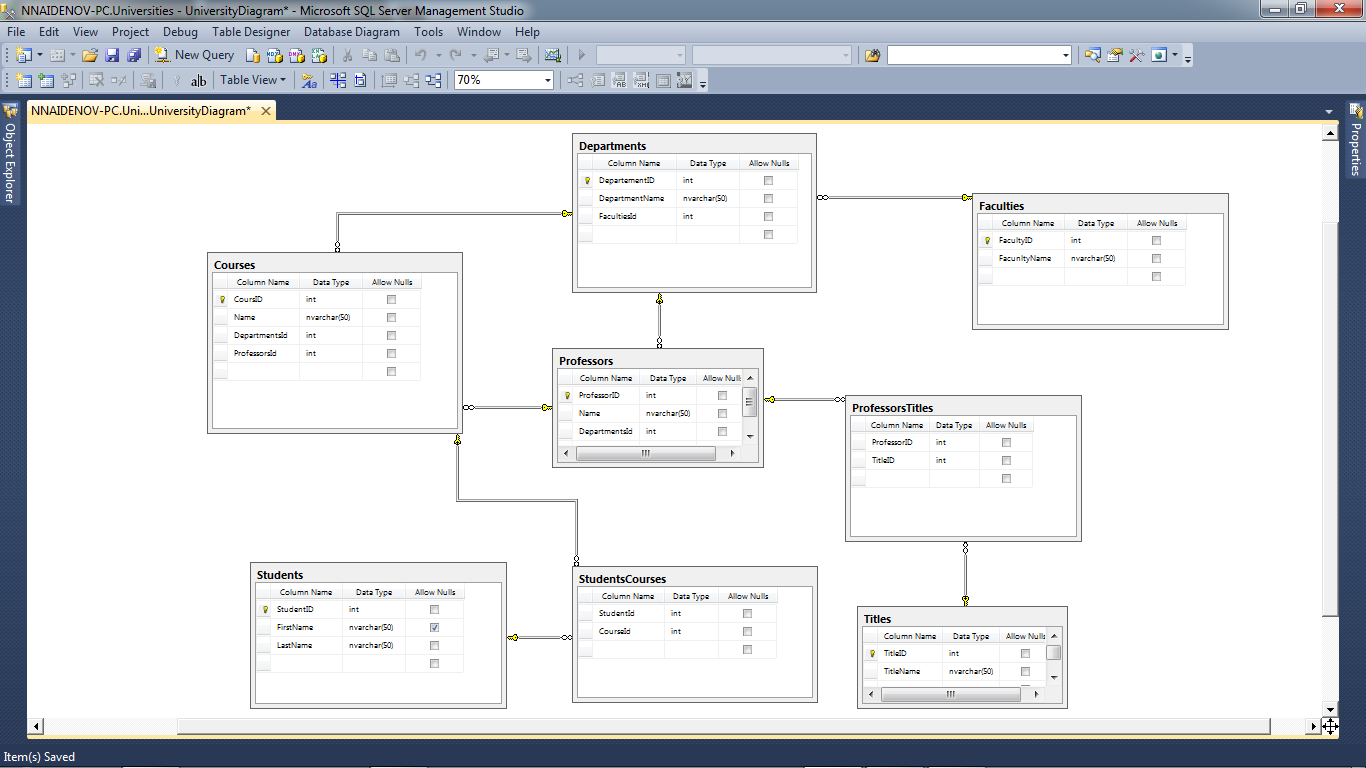 NNAIDENOV-PC.Universities - UniversityDiagram* - Microsoft SQL Server Management Studio
File Edit View Project Debug Table Designer Database Diagram Tools Window Help
New Query
Table View 70%
NNAIDENOV-PC.Uni...UniversityDiagram*
Object Explorer
Properties
Departments
Column Name Data Type Allow Nulls
DepartementID int
DepartmentName nvarchar(50)
FacultiesId int
Faculties
Column Name Data Type Allow Nulls
FacultyID int
FacunltyName nvarchar(50)
Courses
Column Name Data Type Allow Nulls
CoursID int
Name nvarchar(50)
DepartmentsId int
ProfessorsId int
Professors
Column Name Data Type Allow Nulls
ProfessorID int
Name nvarchar(50)
DepartmentsId int
ProfessorsTitles
Column Name Data Type Allow Nulls
ProfessorID int
TitleID int
Students
Column Name Data Type Allow Nulls
StudentID int
FirstName nvarchar(50)
LastName nvarchar(50)
StudentsCourses
Column Name Data Type Allow Nulls
StudentId int
CourseId int
Titles
Column Name Data Type Allow Nulls
TitleID int
TitleName nvarchar(50)
Item(s) Saved